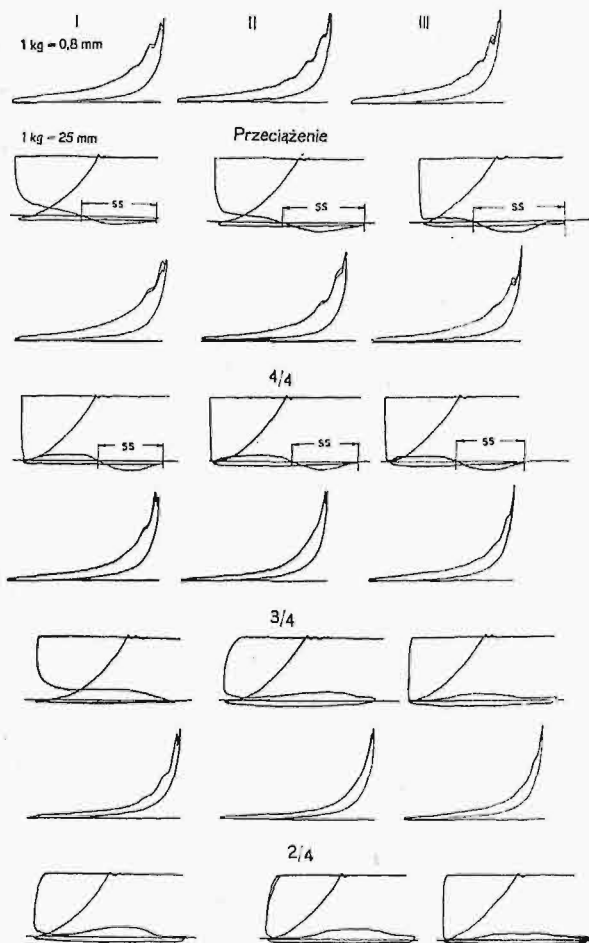 I II III
1 kg = 0,8 mm
1 kg = 25 mm Przeciążenie
ss ss ss
4/4
ss ss ss
3/4
2/4